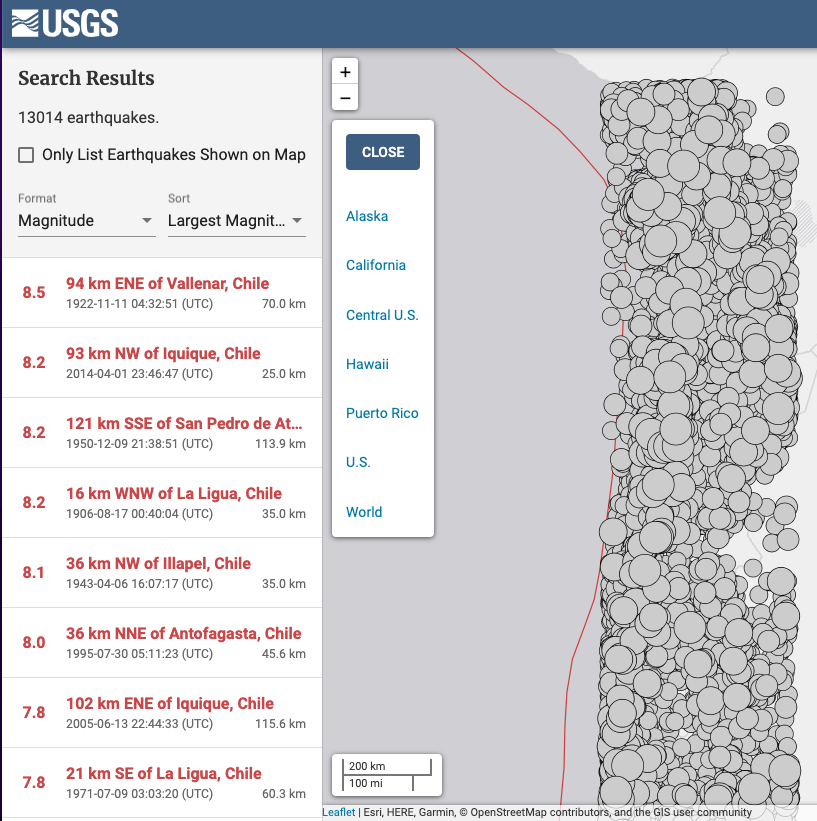 USGS
Search Results
13014 earthquakes.
Only List Earthquakes Shown on Map
Format
Magnitude
Sort
Largest Magnit...
8.5
94 km ENE of Vallenar, Chile
1922-11-11 04:32:51 (UTC) 70.0 km
8.2
93 km NW of Iquique, Chile
2014-04-01 23:46:47 (UTC) 25.0 km
8.2
121 km SSE of San Pedro de At...
1950-12-09 21:38:51 (UTC) 113.9 km
8.2
16 km WNW of La Ligua, Chile
1906-08-17 00:40:04 (UTC) 35.0 km
8.1
36 km NW of Illapel, Chile
1943-04-06 16:07:17 (UTC) 35.0 km
8.0
36 km NNE of Antofagasta, Chile
1995-07-30 05:11:23 (UTC) 45.6 km
7.8
102 km ENE of Iquique, Chile
2005-06-13 22:44:33 (UTC) 115.6 km
7.8
21 km SE of La Ligua, Chile
1971-07-09 03:03:20 (UTC) 60.3 km
+
−
CLOSE
Alaska
California
Central U.S.
Hawaii
Puerto Rico
U.S.
World
200 km
100 mi
Leaflet | Esri, HERE, Garmin, © OpenStreetMap contributors, and the GIS user community